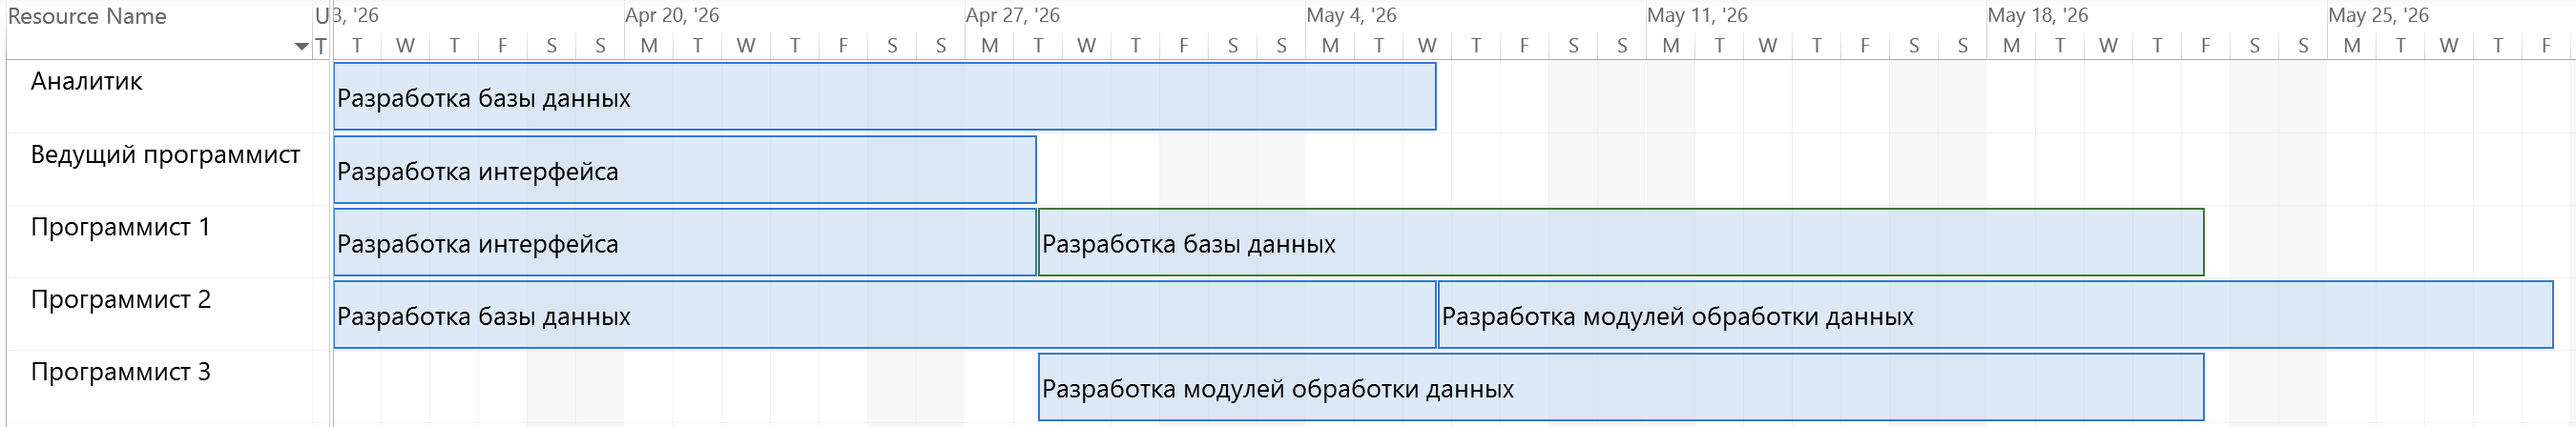 Resource Name U 3, '26 Apr 20, '26 Apr 27, '26 May 4, '26 May 11, '26 May 18, '26 May 25, '26
T T W T F S S M T W T F S S M T W T F S S M T W T F S S M T W T F S S M T W T F S S M T W T F
Аналитик
Разработка базы данных
Ведущий программист
Разработка интерфейса
Программист 1
Разработка интерфейса Разработка базы данных
Программист 2
Разработка базы данных Разработка модулей обработки данных
Программист 3
Разработка модулей обработки данных